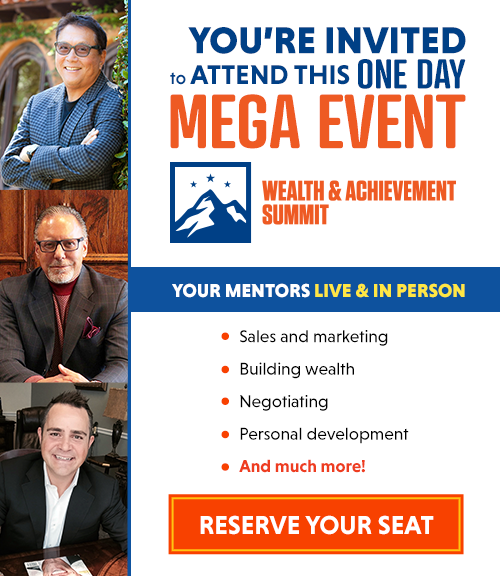 YOU'RE INVITED
to ATTEND THIS ONE DAY
MEGA EVENT
WEALTH & ACHIEVEMENT
SUMMIT
YOUR MENTORS LIVE & IN PERSON
• Sales and marketing
• Building wealth
• Negotiating
• Personal development
• And much more!
RESERVE YOUR SEAT